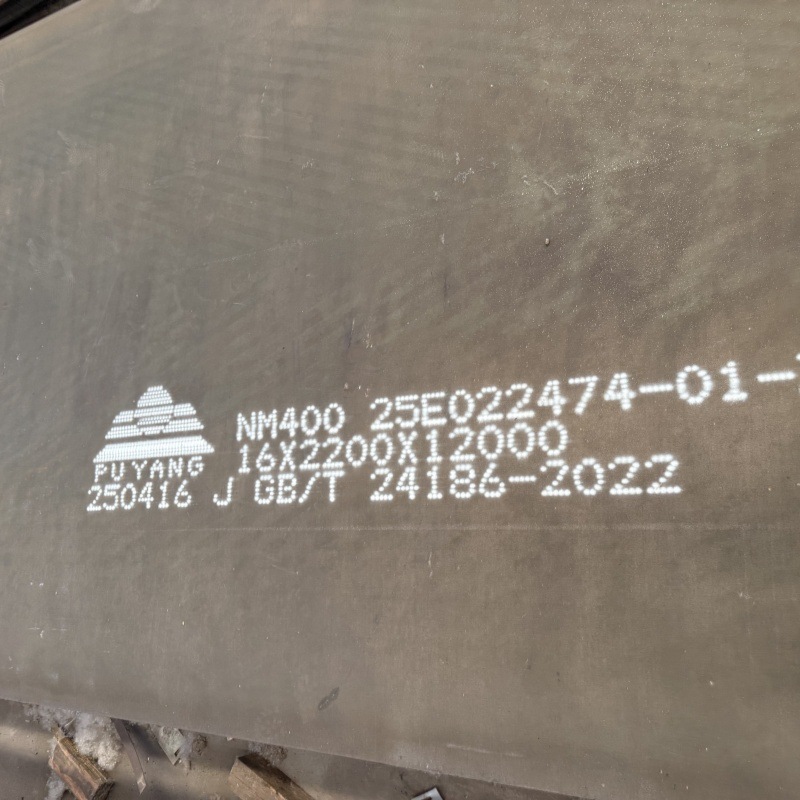 NM400 25E022474-01-
16X2200X12000
PUYANG
250416 J GB/T 24186-2022